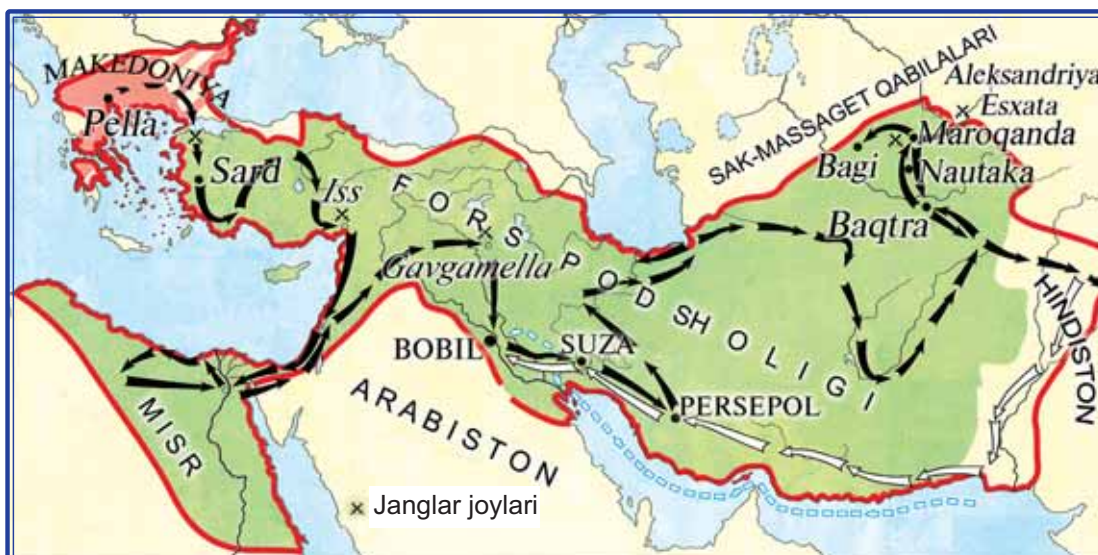 MAKEDONIYA
Pella
Sard
Iss
SAK-MASSAGET QABILALARI
Aleksandriya
Esxata
Maroqanda
Bagi
Nautaka
Baqtra
FORS PODSHOLIGI
Gavgamella
BOBIL
SUZA
PERSEPOL
HINDISTON
MISR
ARABISTON
Janglar joylari